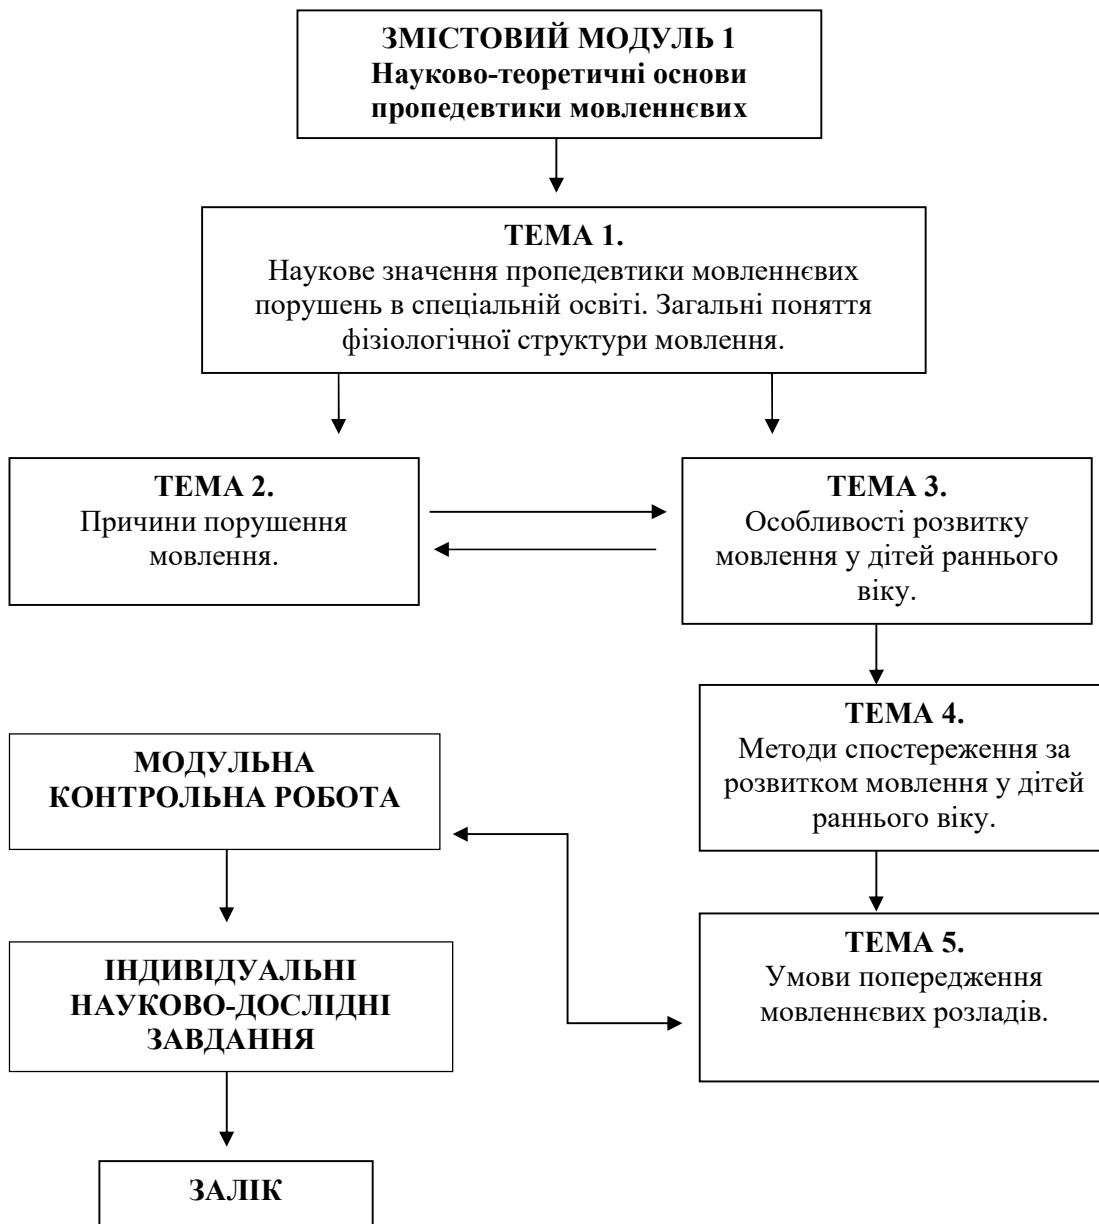 ЗМІСТОВИЙ МОДУЛЬ 1
Науково-теоретичні основи
пропедевтики мовленнєвих
ТЕМА 1.
Наукове значення пропедевтики мовленнєвих
порушень в спеціальній освіті. Загальні поняття
фізіологічної структури мовлення.
ТЕМА 2.
Причини порушення
мовлення.
ТЕМА 3.
Особливості розвитку
мовлення у дітей раннього
віку.
ТЕМА 4.
Методи спостереження за
розвитком мовлення у дітей
раннього віку.
МОДУЛЬНА
КОНТРОЛЬНА РОБОТА
ТЕМА 5.
Умови попередження
мовленнєвих розладів.
ІНДИВІДУАЛЬНІ
НАУКОВО-ДОСЛІДНІ
ЗАВДАННЯ
ЗАЛІК